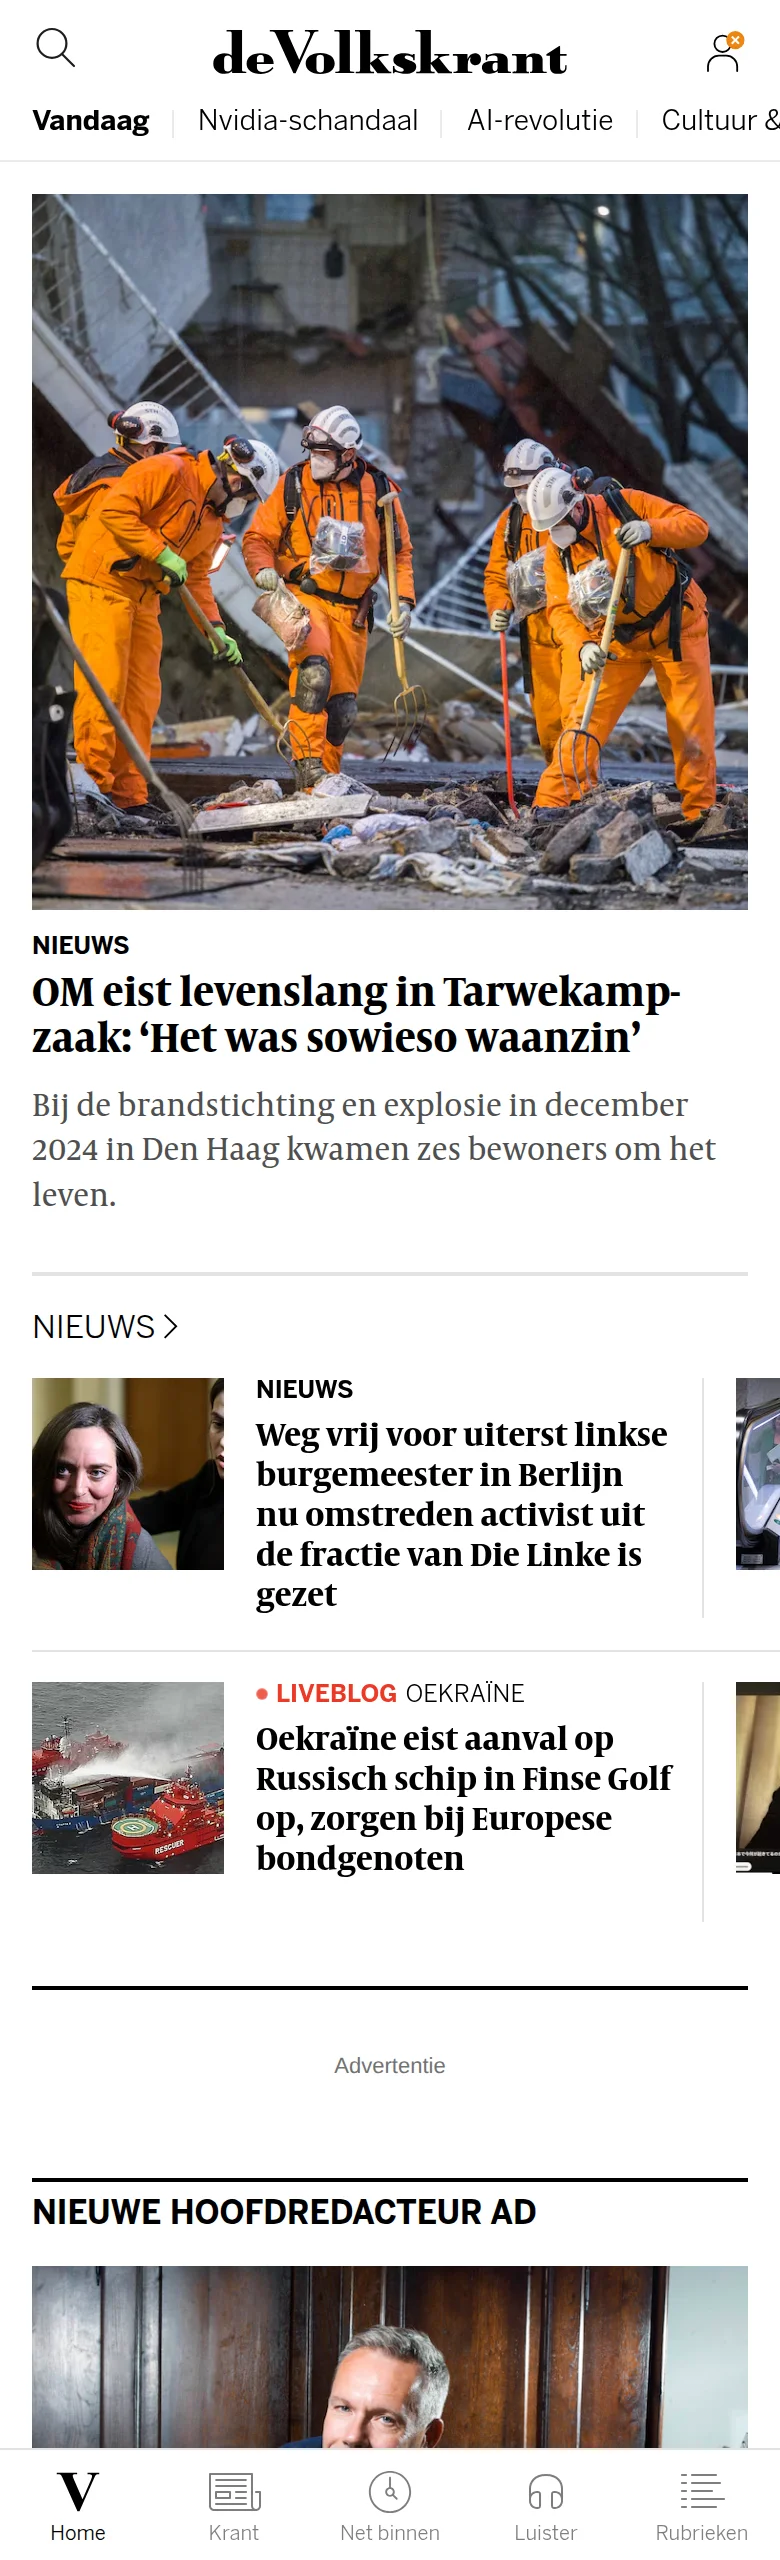 de Volkskrant
Vandaag
Nvidia-schandaal
AI-revolutie
Cultuur &
NIEUWS
OM eist levenslang in Tarwekamp-
zaak: ‘Het was sowieso waanzin’
Bij de brandstichting en explosie in december
2024 in Den Haag kwamen zes bewoners om het
leven.
NIEUWS
NIEUWS
Weg vrij voor uiterst linkse
burgemeester in Berlijn
nu omstreden activist uit
de fractie van Die Linke is
gezet
LIVEBLOG OEKRAÏNE
Oekraïne eist aanval op
Russisch schip in Finse Golf
op, zorgen bij Europese
bondgenoten
RESCUER
Advertentie
NIEUWE HOOFDREDACTEUR AD
Home
Krant
Net binnen
Luister
Rubrieken